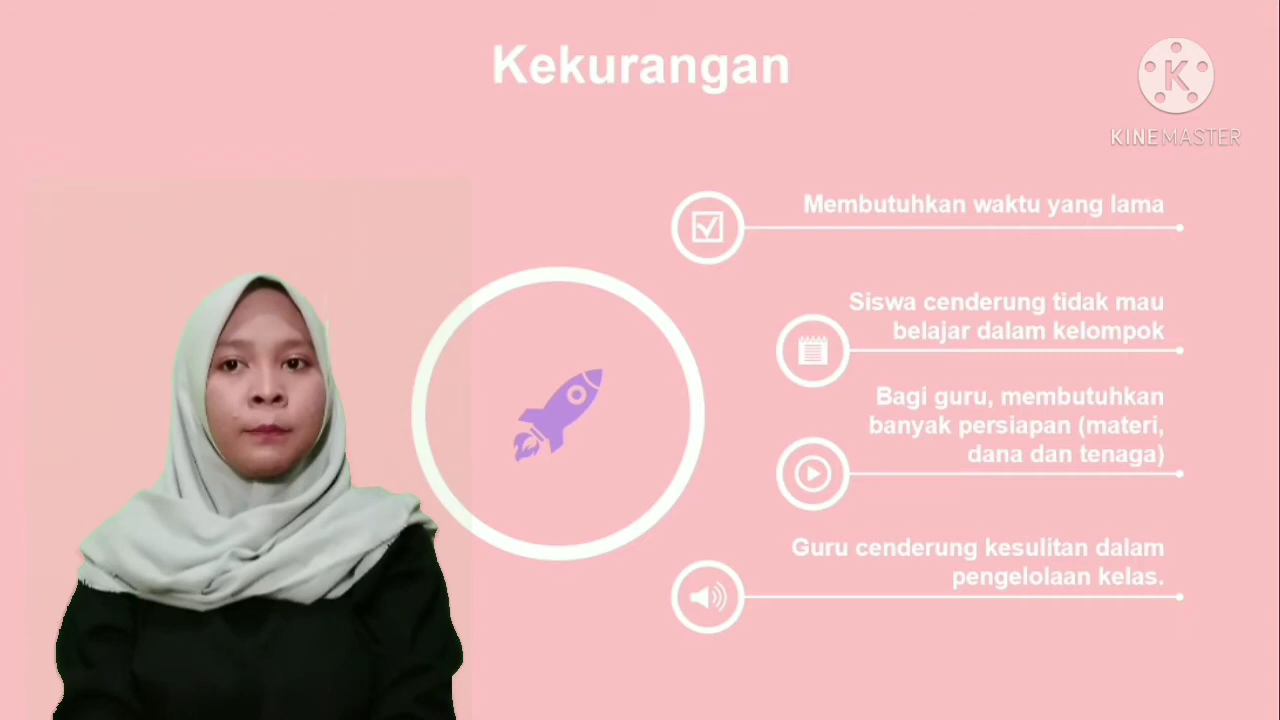 Kekurangan
K
KINEMASTER
Membutuhkan waktu yang lama
Siswa cenderung tidak mau
belajar dalam kelompok
Bagi guru, membutuhkan
banyak persiapan (materi,
dana dan tenaga)
Guru cenderung kesulitan dalam
pengelolaan kelas.